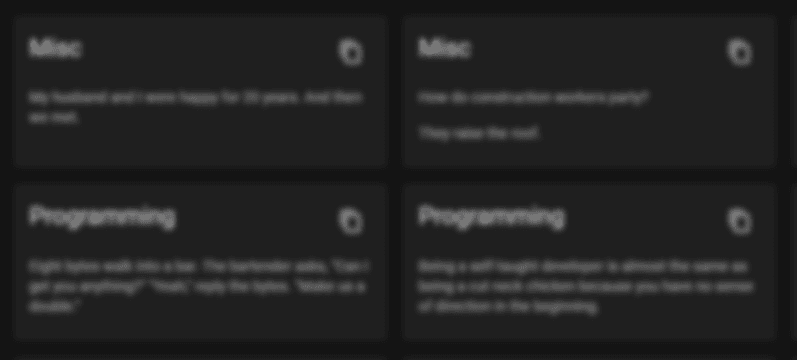 Misc
My husband and I were happy for 20 years. And then
we met.
Misc
How do construction workers party?
They raise the roof.
Programming
Eight bytes walk into a bar. The bartender asks, "Can I
get you anything?" "Yeah," reply the bytes. "Make us a
double."
Programming
Being a self-taught developer is almost the same as
being a cut neck chicken because you have no sense
of direction in the beginning.